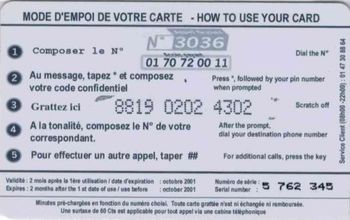 MODE D'EMPOI DE VOTRE CARTE - HOW TO USE YOUR CARD
1 Composer le N° N° 3036 Dial the N°
01 70 72 00 11
2 Au message, tapez * et composez votre code confidentiel
Press *, followed by your pin number when prompted
3 Grattez ici 8819 0202 4302 Scratch off
4 A la tonalité, composez le N° de votre correspondant.
After the prompt, dial your destination phone number
5 Pour effectuer un autre appel, taper ## For additional calls, press the key
Service Client (08h00 -22h00) : 01 47 30 88 64
Validité : 2 mois après la 1ère utilisation / date d'expiration : octobre 2001
Expires : 2 months after the 1 st date of use / use before : octobre 2001
Numéro de série :
Serial number : 5 762 345
Minutes pré-chargées en fonction du numéro choisi. Toute carte grattée n'est ni échangée ni remboursée.
Une surtaxe de 60 Cts est applicable pour tout appel via une cabine téléphonique